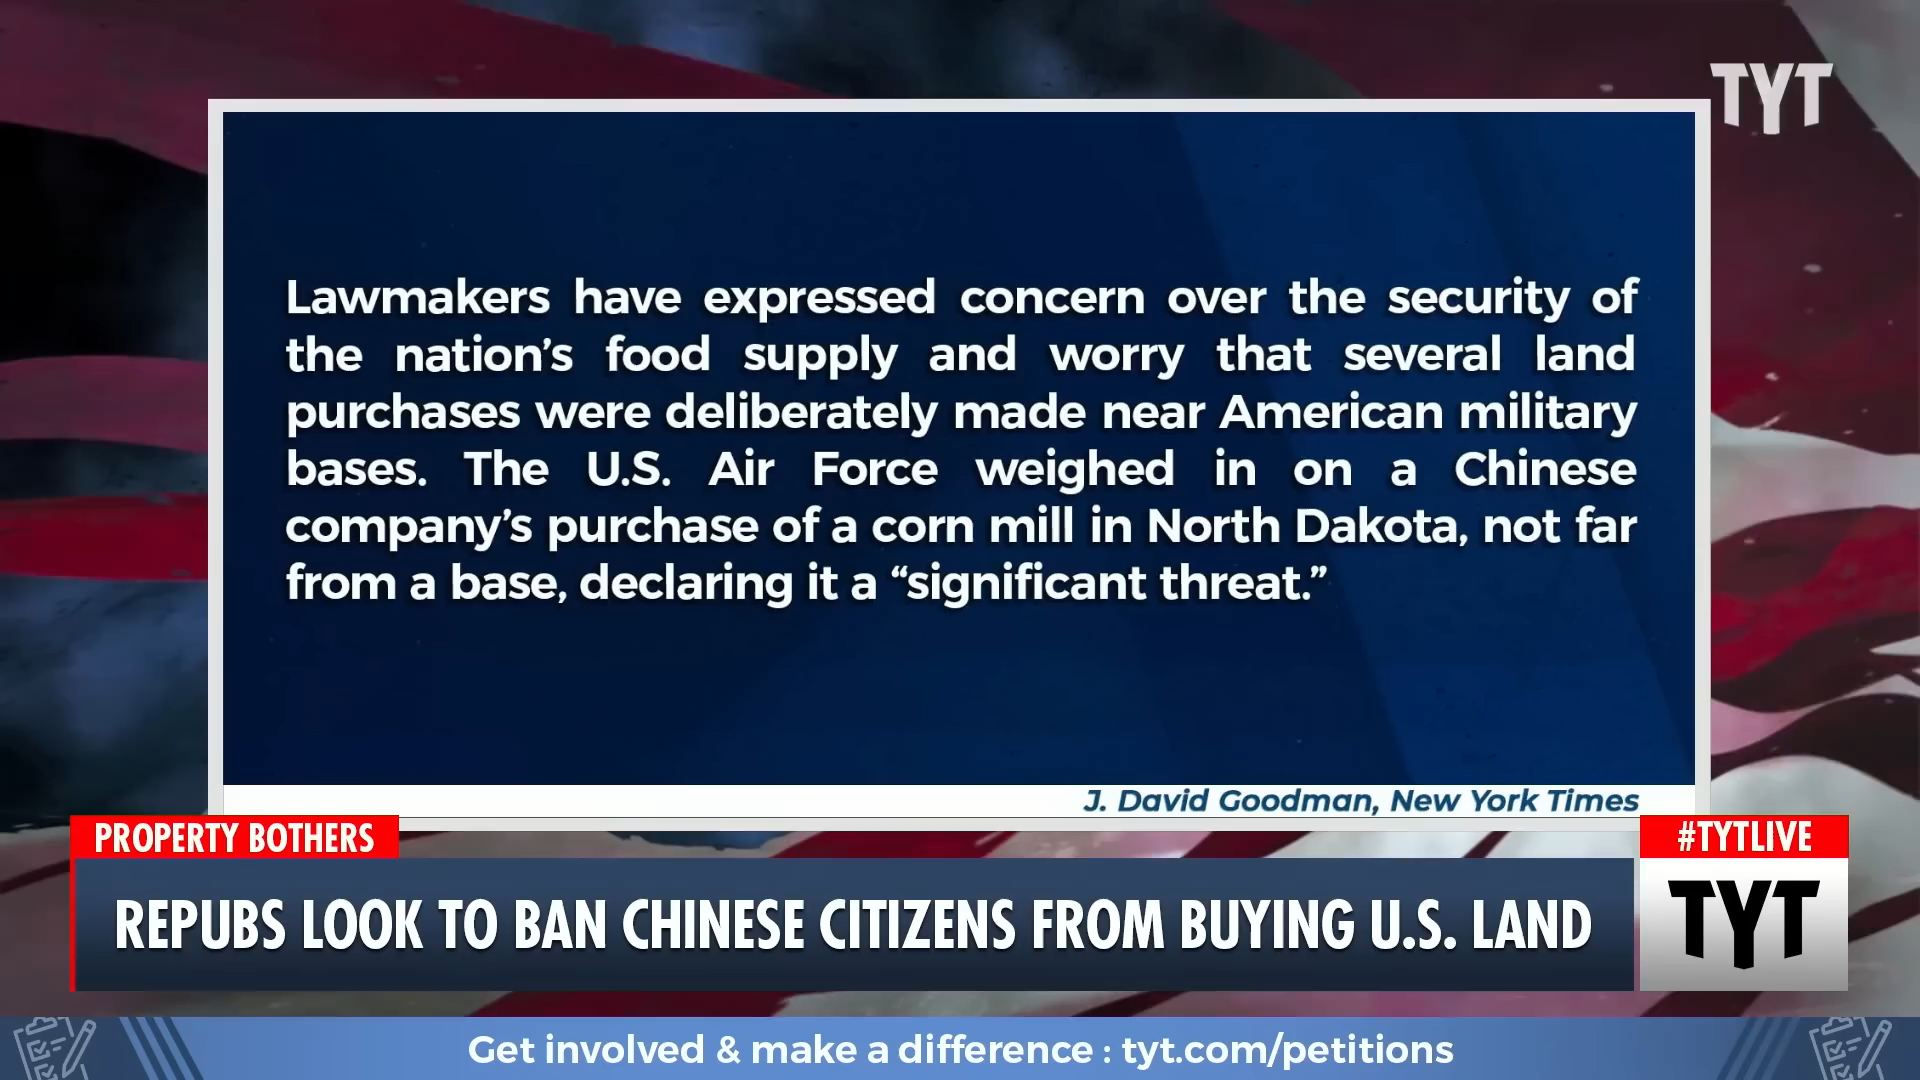 TYT
Lawmakers have expressed concern over the security of
the nation’s food supply and worry that several land
purchases were deliberately made near American military
bases. The U.S. Air Force weighed in on a Chinese
company’s purchase of a corn mill in North Dakota, not far
from a base, declaring it a “significant threat.”
J. David Goodman, New York Times
PROPERTY BOTHERS
#TYTLIVE
REPUBS LOOK TO BAN CHINESE CITIZENS FROM BUYING U.S. LAND
TYT
Get involved & make a difference : tyt.com/petitions